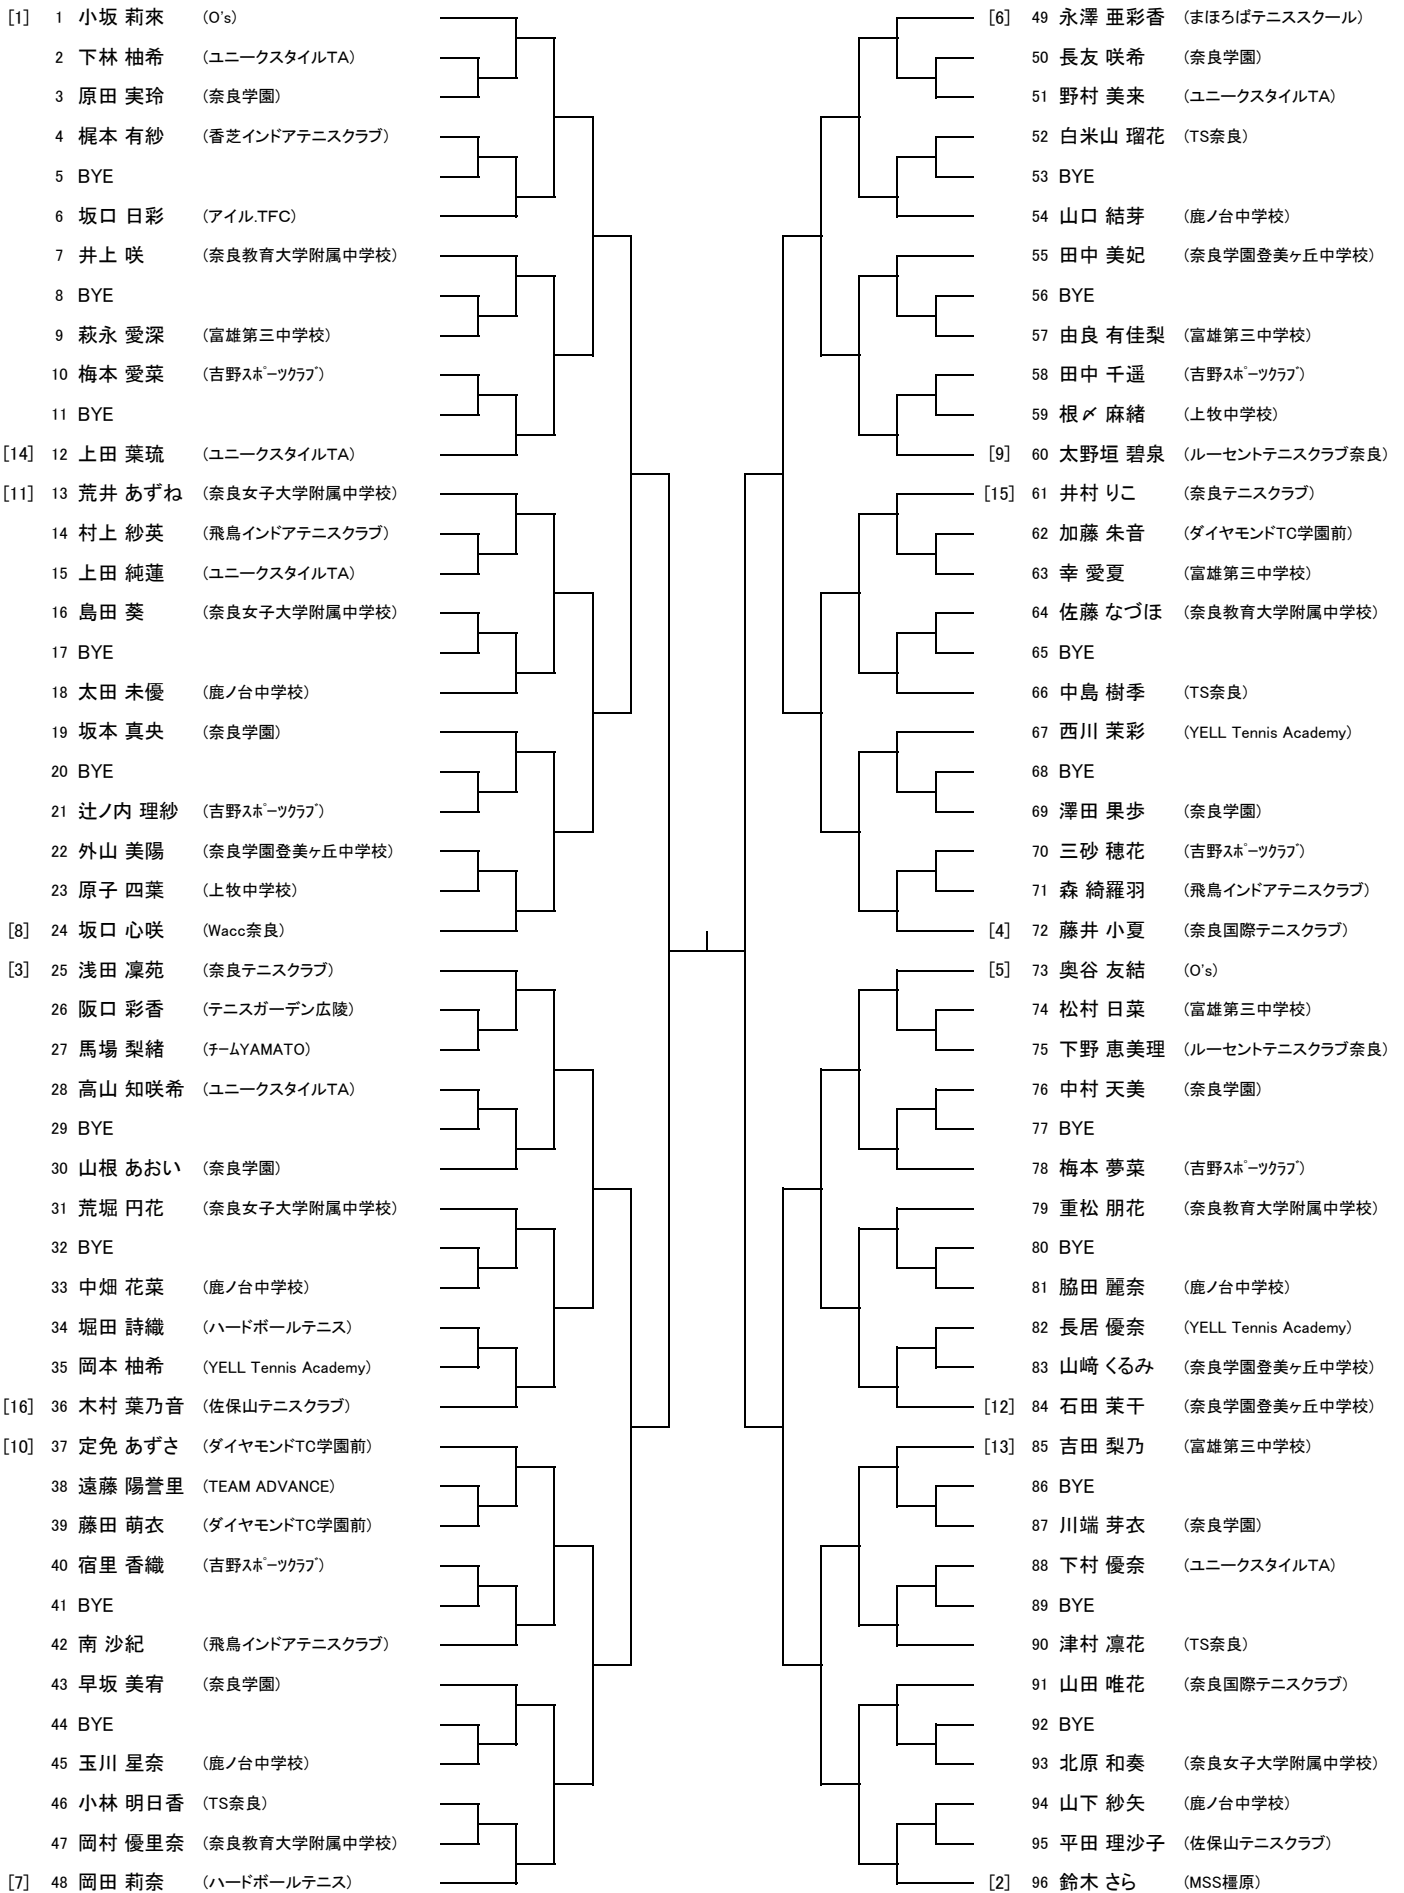 [1] 1 小坂 莉來 (O's)
2 下林 柚希 (ユニークスタイルTA)
3 原田 実玲 (奈良学園)
4 梶本 有紗 (香芝インドアテニスクラブ)
5 BYE
6 坂口 日彩 (アイル.TFC)
7 井上 咲 (奈良教育大学附属中学校)
8 BYE
9 萩永 愛深 (富雄第三中学校)
10 梅本 愛菜 (吉野ｽﾎﾟｰﾂｸﾗﾌﾞ)
11 BYE
[14] 12 上田 葉琉 (ユニークスタイルTA)
[11] 13 荒井 あずね (奈良女子大学附属中学校)
14 村上 紗英 (飛鳥インドアテニスクラブ)
15 上田 純蓮 (ユニークスタイルTA)
16 島田 葵 (奈良女子大学附属中学校)
17 BYE
18 太田 未優 (鹿ノ台中学校)
19 坂本 真央 (奈良学園)
20 BYE
21 辻ノ内 理紗 (吉野ｽﾎﾟｰﾂｸﾗﾌﾞ)
22 外山 美陽 (奈良学園登美ヶ丘中学校)
23 原子 四葉 (上牧中学校)
[8] 24 坂口 心咲 (Wacc奈良)
[3] 25 浅田 凜苑 (奈良テニスクラブ)
26 阪口 彩香 (テニスガーデン広陵)
27 馬場 梨緒 (ﾁｰﾑYAMATO)
28 高山 知咲希 (ユニークスタイルTA)
29 BYE
30 山根 あおい (奈良学園)
31 荒堀 円花 (奈良女子大学附属中学校)
32 BYE
33 中畑 花菜 (鹿ノ台中学校)
34 堀田 詩織 (ハードボールテニス)
35 岡本 柚希 (YELL Tennis Academy)
[16] 36 木村 葉乃音 (佐保山テニスクラブ)
[10] 37 定免 あずさ (ダイヤモンドTC学園前)
38 遠藤 陽誉里 (TEAM ADVANCE)
39 藤田 萌衣 (ダイヤモンドTC学園前)
40 宿里 香織 (吉野ｽﾎﾟｰﾂｸﾗﾌﾞ)
41 BYE
42 南 沙紀 (飛鳥インドアテニスクラブ)
43 早坂 美宥 (奈良学園)
44 BYE
45 玉川 星奈 (鹿ノ台中学校)
46 小林 明日香 (TS奈良)
47 岡村 優里奈 (奈良教育大学附属中学校)
[7] 48 岡田 莉奈 (ハードボールテニス)
[6] 49 永澤 亜彩香 (まほろばテニススクール)
50 長友 咲希 (奈良学園)
51 野村 美来 (ユニークスタイルTA)
52 白米山 瑠花 (TS奈良)
53 BYE
54 山口 結芽 (鹿ノ台中学校)
55 田中 美妃 (奈良学園登美ヶ丘中学校)
56 BYE
57 由良 有佳梨 (富雄第三中学校)
58 田中 千遥 (吉野ｽﾎﾟｰﾂｸﾗﾌﾞ)
59 根〆 麻緒 (上牧中学校)
[9] 60 太野垣 碧泉 (ルーセントテニスクラブ奈良)
[15] 61 井村 りこ (奈良テニスクラブ)
62 加藤 朱音 (ダイヤモンドTC学園前)
63 幸 愛夏 (富雄第三中学校)
64 佐藤 なづほ (奈良教育大学附属中学校)
65 BYE
66 中島 樹季 (TS奈良)
67 西川 茉彩 (YELL Tennis Academy)
68 BYE
69 澤田 果歩 (奈良学園)
70 三砂 穂花 (吉野ｽﾎﾟｰﾂｸﾗﾌﾞ)
71 森 綺羅羽 (飛鳥インドアテニスクラブ)
[4] 72 藤井 小夏 (奈良国際テニスクラブ)
[5] 73 奥谷 友結 (O's)
74 松村 日菜 (富雄第三中学校)
75 下野 恵美理 (ルーセントテニスクラブ奈良)
76 中村 天美 (奈良学園)
77 BYE
78 梅本 夢菜 (吉野ｽﾎﾟｰﾂｸﾗﾌﾞ)
79 重松 朋花 (奈良教育大学附属中学校)
80 BYE
81 脇田 麗奈 (鹿ノ台中学校)
82 長居 優奈 (YELL Tennis Academy)
83 山﨑 くるみ (奈良学園登美ヶ丘中学校)
[12] 84 石田 茉干 (奈良学園登美ヶ丘中学校)
[13] 85 吉田 梨乃 (富雄第三中学校)
86 BYE
87 川端 芽衣 (奈良学園)
88 下村 優奈 (ユニークスタイルTA)
89 BYE
90 津村 凛花 (TS奈良)
91 山田 唯花 (奈良国際テニスクラブ)
92 BYE
93 北原 和奏 (奈良女子大学附属中学校)
94 山下 紗矢 (鹿ノ台中学校)
95 平田 理沙子 (佐保山テニスクラブ)
[2] 96 鈴木 さら (MSS橿原)